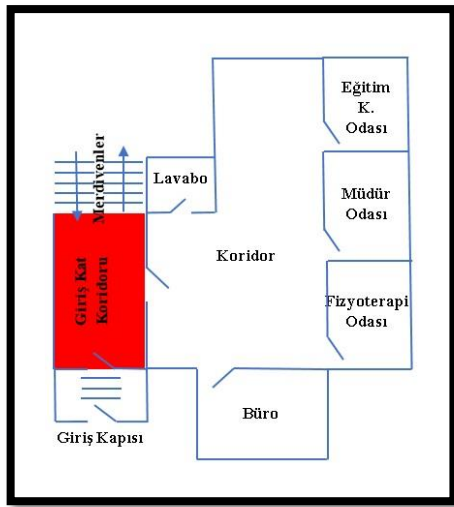 Eğitim
K.
Odası
Merdivenler
Lavabo
Müdür
Odası
Koridor
Giriş Kat
Koridoru
Fizyoterapi
Odası
Büro
Giriş Kapısı